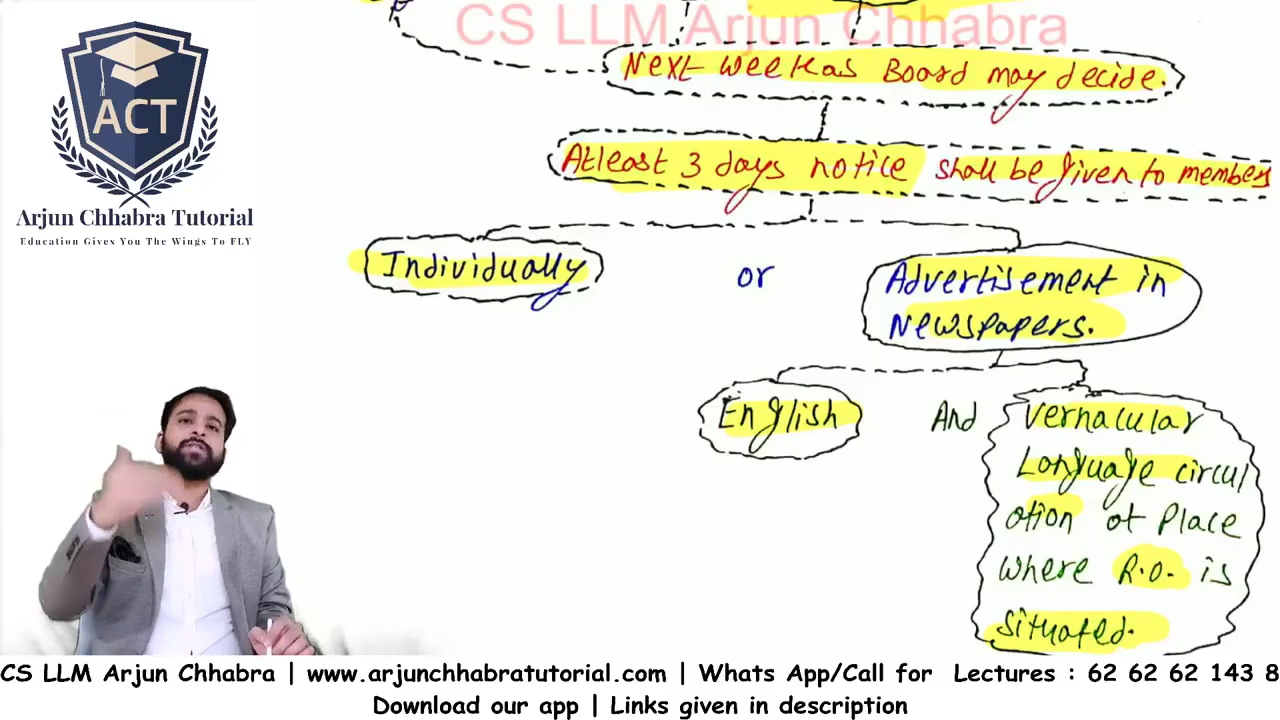 CS LLM Arjun Chhabra
Next week as Board may decide.
Atleast 3 days notice shall be given to members
ACT
Arjun Chhabra Tutorial
Education Gives You The Wings To FLY
Individually or Advertisement in
Newspapers.
English And Vernacular
Language circul
ation at Place
where R.O. is
situated.
CS LLM Arjun Chhabra | www.arjunchhabratutorial.com | Whats App/Call for Lectures : 62 62 62 143 8
Download our app | Links given in description